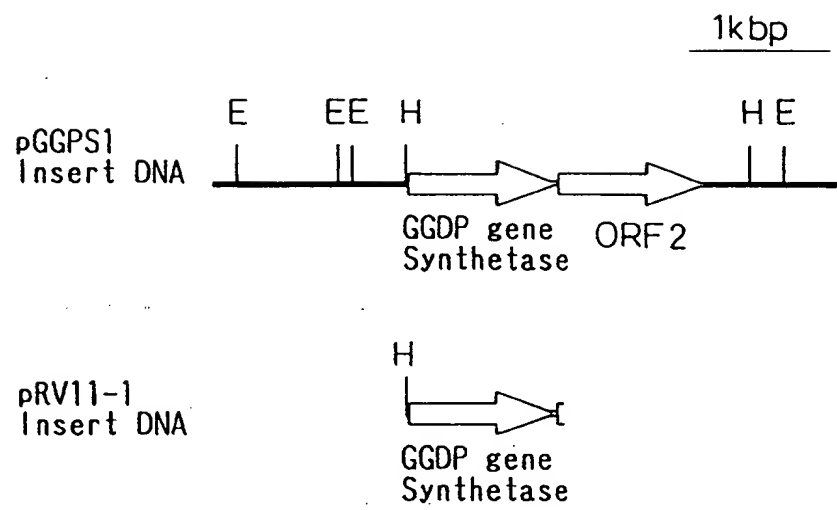 1kbp
E EE H H E
pGGPS1
Insert DNA
GGDP gene
Synthetase
ORF2
H
pRV11-1
Insert DNA
GGDP gene
Synthetase